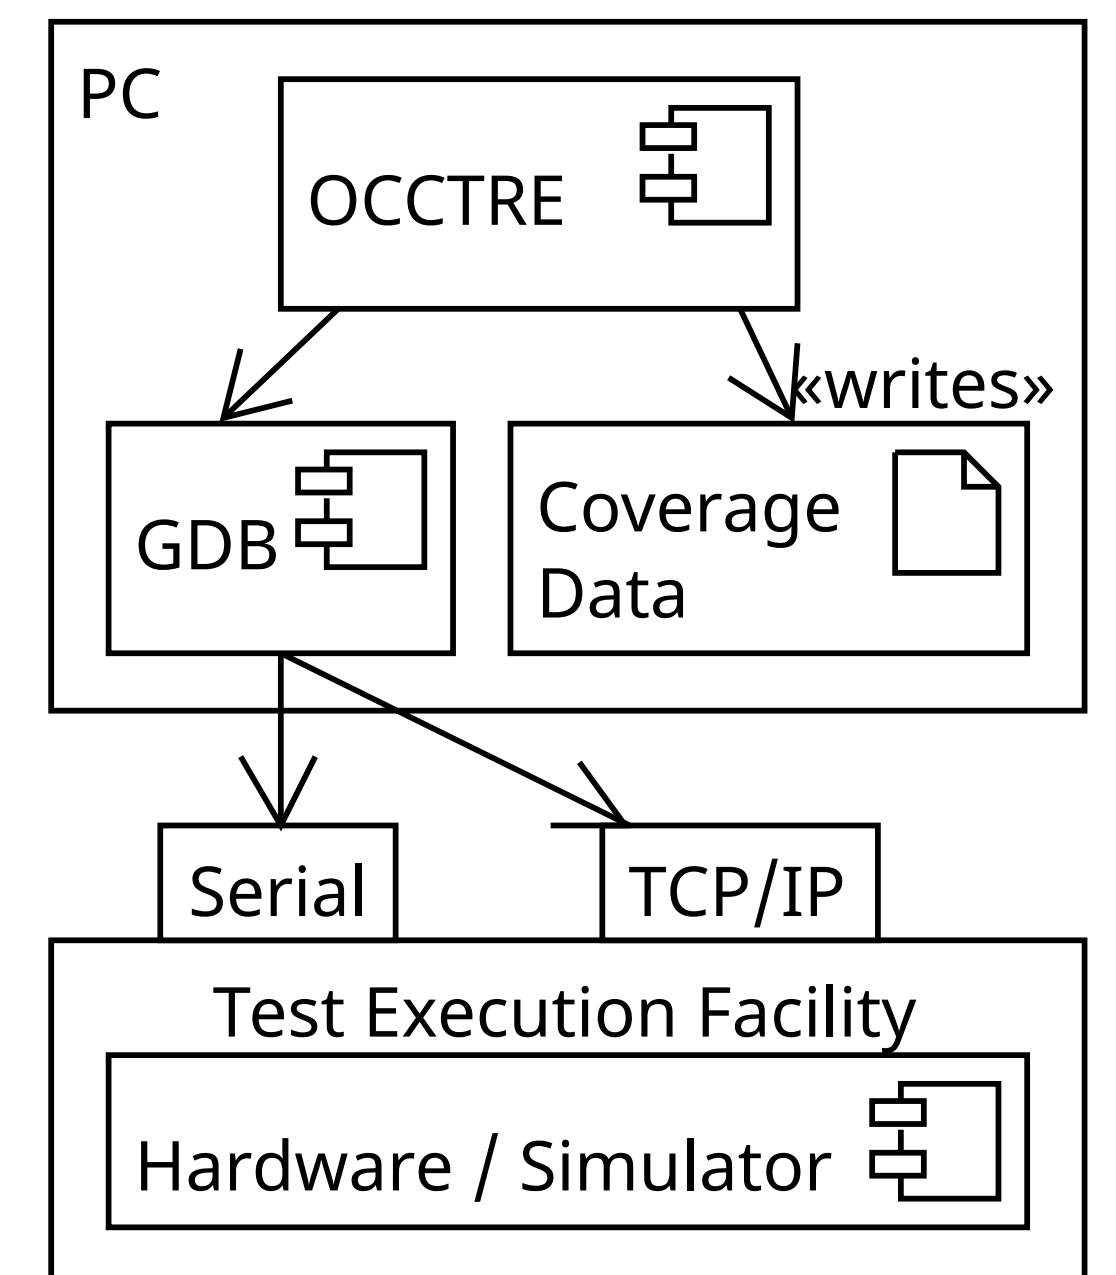 PC
OCCTRE
«writes»
GDB
Coverage
Data
Serial
TCP/IP
Test Execution Facility
Hardware / Simulator